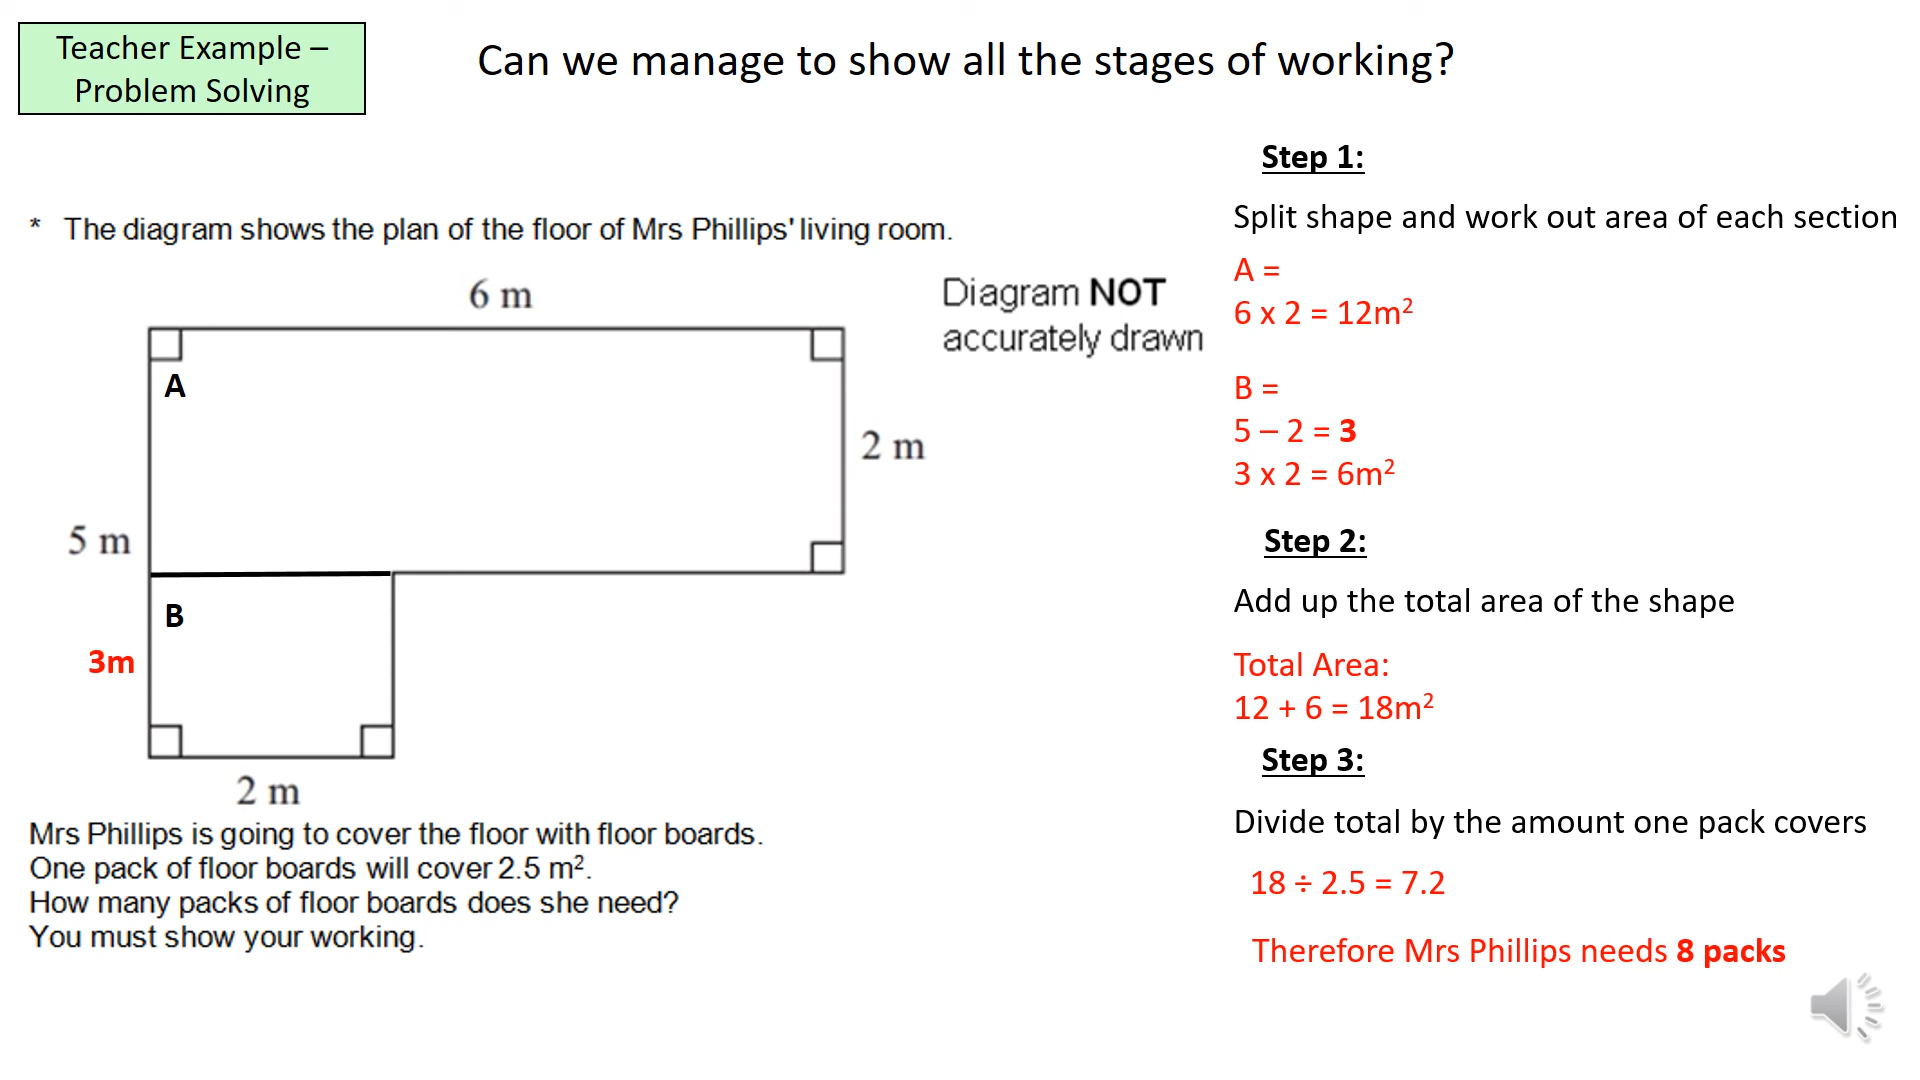 Teacher Example –
Problem Solving
Can we manage to show all the stages of working?
* The diagram shows the plan of the floor of Mrs Phillips' living room.
6 m
Diagram NOT
accurately drawn
A
2 m
5 m
B
3m
2 m
Mrs Phillips is going to cover the floor with floor boards.
One pack of floor boards will cover 2.5 m².
How many packs of floor boards does she need?
You must show your working.
Step 1:
Split shape and work out area of each section
A =
6 x 2 = 12m²
B =
5 – 2 = 3
3 x 2 = 6m²
Step 2:
Add up the total area of the shape
Total Area:
12 + 6 = 18m²
Step 3:
Divide total by the amount one pack covers
18 ÷ 2.5 = 7.2
Therefore Mrs Phillips needs 8 packs